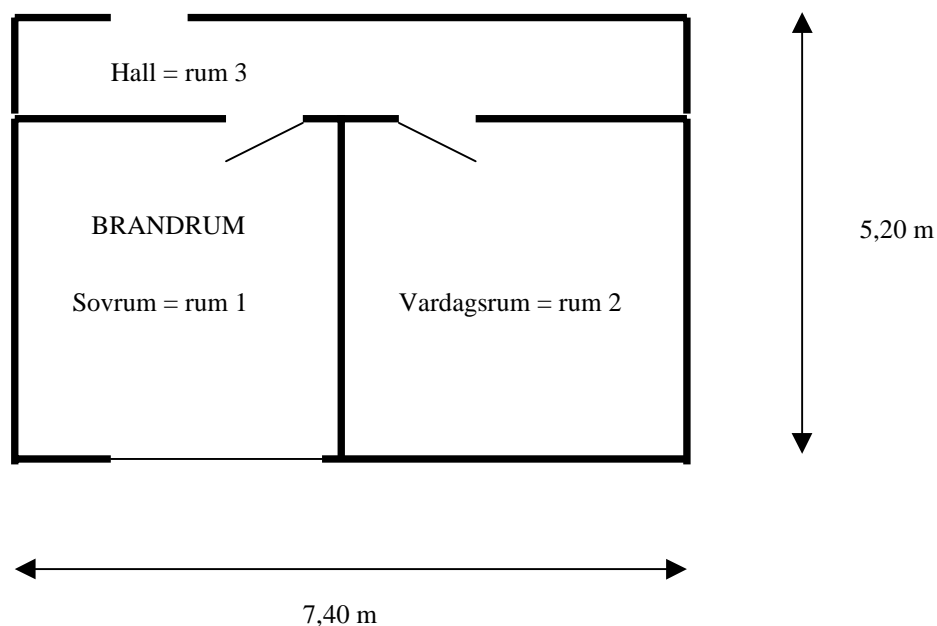 Hall = rum 3
BRANDRUM
5,20 m
Sovrum = rum 1
Vardagsrum = rum 2
7,40 m